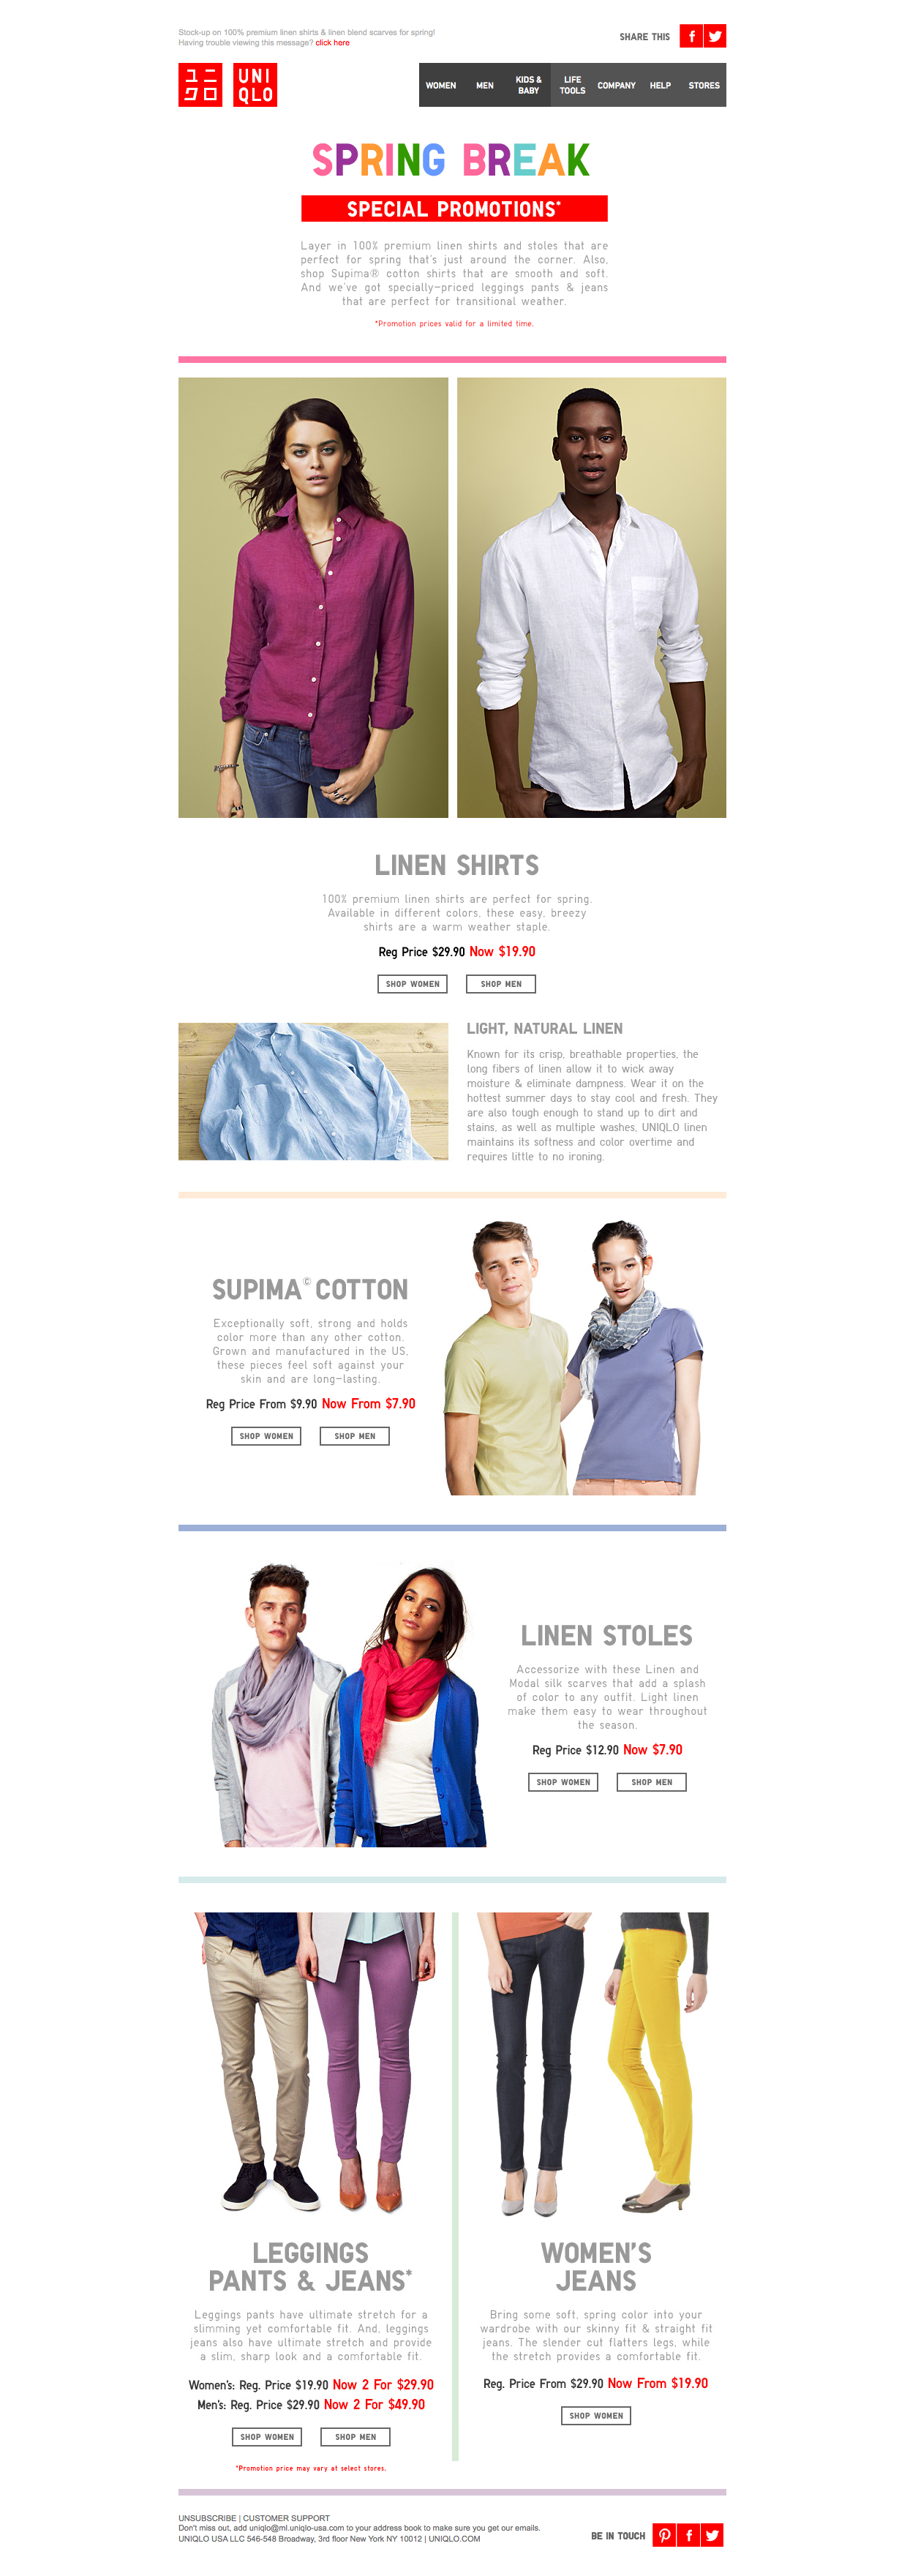 Stock-up on 100% premium linen shirts & linen blend scarves for spring!
Having trouble viewing this message? click here
SHARE THIS
ユニ
クロ
UNI
QLO
WOMEN
MEN
KIDS &
BABY
LIFE
TOOLS
COMPANY
HELP
STORES
SPRING BREAK
SPECIAL PROMOTIONS*
Layer in 100% premium linen shirts and stoles that are
perfect for spring that's just around the corner. Also,
shop Supima® cotton shirts that are smooth and soft.
And we've got specially-priced leggings pants & jeans
that are perfect for transitional weather.
*Promotion prices valid for a limited time.
LINEN SHIRTS
100% premium linen shirts are perfect for spring.
Available in different colors, these easy, breezy
shirts are a warm weather staple.
Reg Price $29.90 Now $19.90
SHOP WOMEN
SHOP MEN
LIGHT, NATURAL LINEN
Known for its crisp, breathable properties, the
long fibers of linen allow it to wick away
moisture & eliminate dampness. Wear it on the
hottest summer days to stay cool and fresh. They
are also tough enough to stand up to dirt and
stains, as well as multiple washes, UNIQLO linen
maintains its softness and color overtime and
requires little to no ironing.
SUPIMA© COTTON
Exceptionally soft, strong and holds
color more than any other cotton.
Grown and manufactured in the US,
these pieces feel soft against your
skin and are long-lasting.
Reg Price From $9.90 Now From $7.90
SHOP WOMEN
SHOP MEN
LINEN STOLES
Accessorize with these Linen and
Modal silk scarves that add a splash
of color to any outfit. Light linen
make them easy to wear throughout
the season.
Reg Price $12.90 Now $7.90
SHOP WOMEN
SHOP MEN
LEGGINGS
PANTS & JEANS*
Leggings pants have ultimate stretch for a
slimming yet comfortable fit. And, leggings
jeans also have ultimate stretch and provide
a slim, sharp look and a comfortable fit.
Women's: Reg. Price $19.90 Now 2 For $29.90
Men's: Reg. Price $29.90 Now 2 For $49.90
SHOP WOMEN
SHOP MEN
*Promotion price may vary at select stores.
WOMEN'S
JEANS
Bring some soft, spring color into your
wardrobe with our skinny fit & straight fit
jeans. The slender cut flatters legs, while
the stretch provides a comfortable fit.
Reg. Price From $29.90 Now From $19.90
SHOP WOMEN
UNSUBSCRIBE | CUSTOMER SUPPORT
Don't miss out, add uniqlo@ml.uniqlo-usa.com to your address book to make sure you get our emails.
UNIQLO USA LLC 546-548 Broadway, 3rd floor New York NY 10012 | UNIQLO.COM
BE IN TOUCH